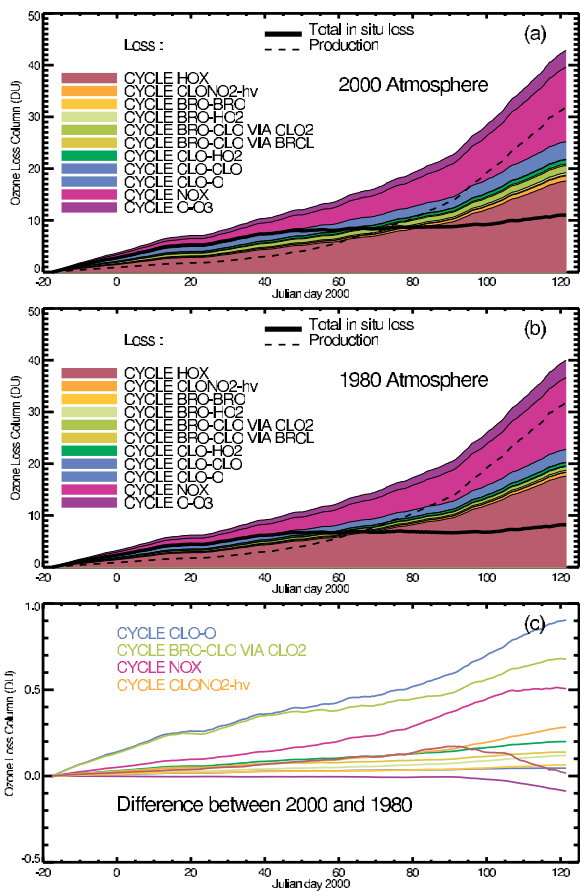 50
40
30
20
10
0
Ozone Loss Column (DU)
Loss :
Total in situ loss
Production
(a)
2000 Atmosphere
CYCLE HOX
CYCLE CLONO2-hv
CYCLE BRO-BRO
CYCLE BRO-HO2
CYCLE BRO-CLO VIA CLO2
CYCLE BRO-CLO VIA BRCL
CYCLE CLO-HO2
CYCLE CLO-CLO
CYCLE CLO-O
CYCLE NOX
CYCLE O-O3
-20 0 20 40 60 80 100 120
Julian day 2000
50
40
30
20
10
0
Ozone Loss Column (DU)
Loss :
Total in situ loss
Production
(b)
1980 Atmosphere
CYCLE HOX
CYCLE CLONO2-hv
CYCLE BRO-BRO
CYCLE BRO-HO2
CYCLE BRO-CLO VIA CLO2
CYCLE BRO-CLO VIA BRCL
CYCLE CLO-HO2
CYCLE CLO-CLO
CYCLE CLO-O
CYCLE NOX
CYCLE O-O3
-20 0 20 40 60 80 100 120
Julian day 2000
1.0
0.5
0.0
-0.5
Ozone Loss Column (DU)
(c)
CYCLE CLO-O
CYCLE BRO-CLO VIA CLO2
CYCLE NOX
CYCLE CLONO2-hv
Difference between 2000 and 1980
-20 0 20 40 60 80 100 120
Julian day 2000